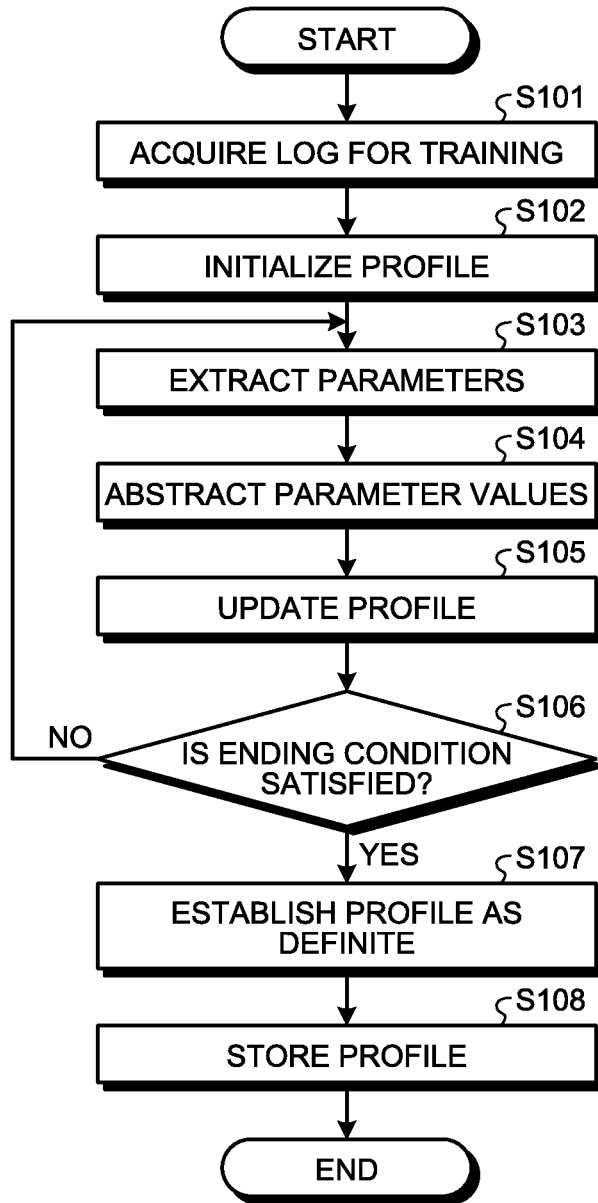 START
S101
ACQUIRE LOG FOR TRAINING
S102
INITIALIZE PROFILE
S103
EXTRACT PARAMETERS
S104
ABSTRACT PARAMETER VALUES
S105
UPDATE PROFILE
S106
NO
IS ENDING CONDITION
SATISFIED?
YES
S107
ESTABLISH PROFILE AS
DEFINITE
S108
STORE PROFILE
END